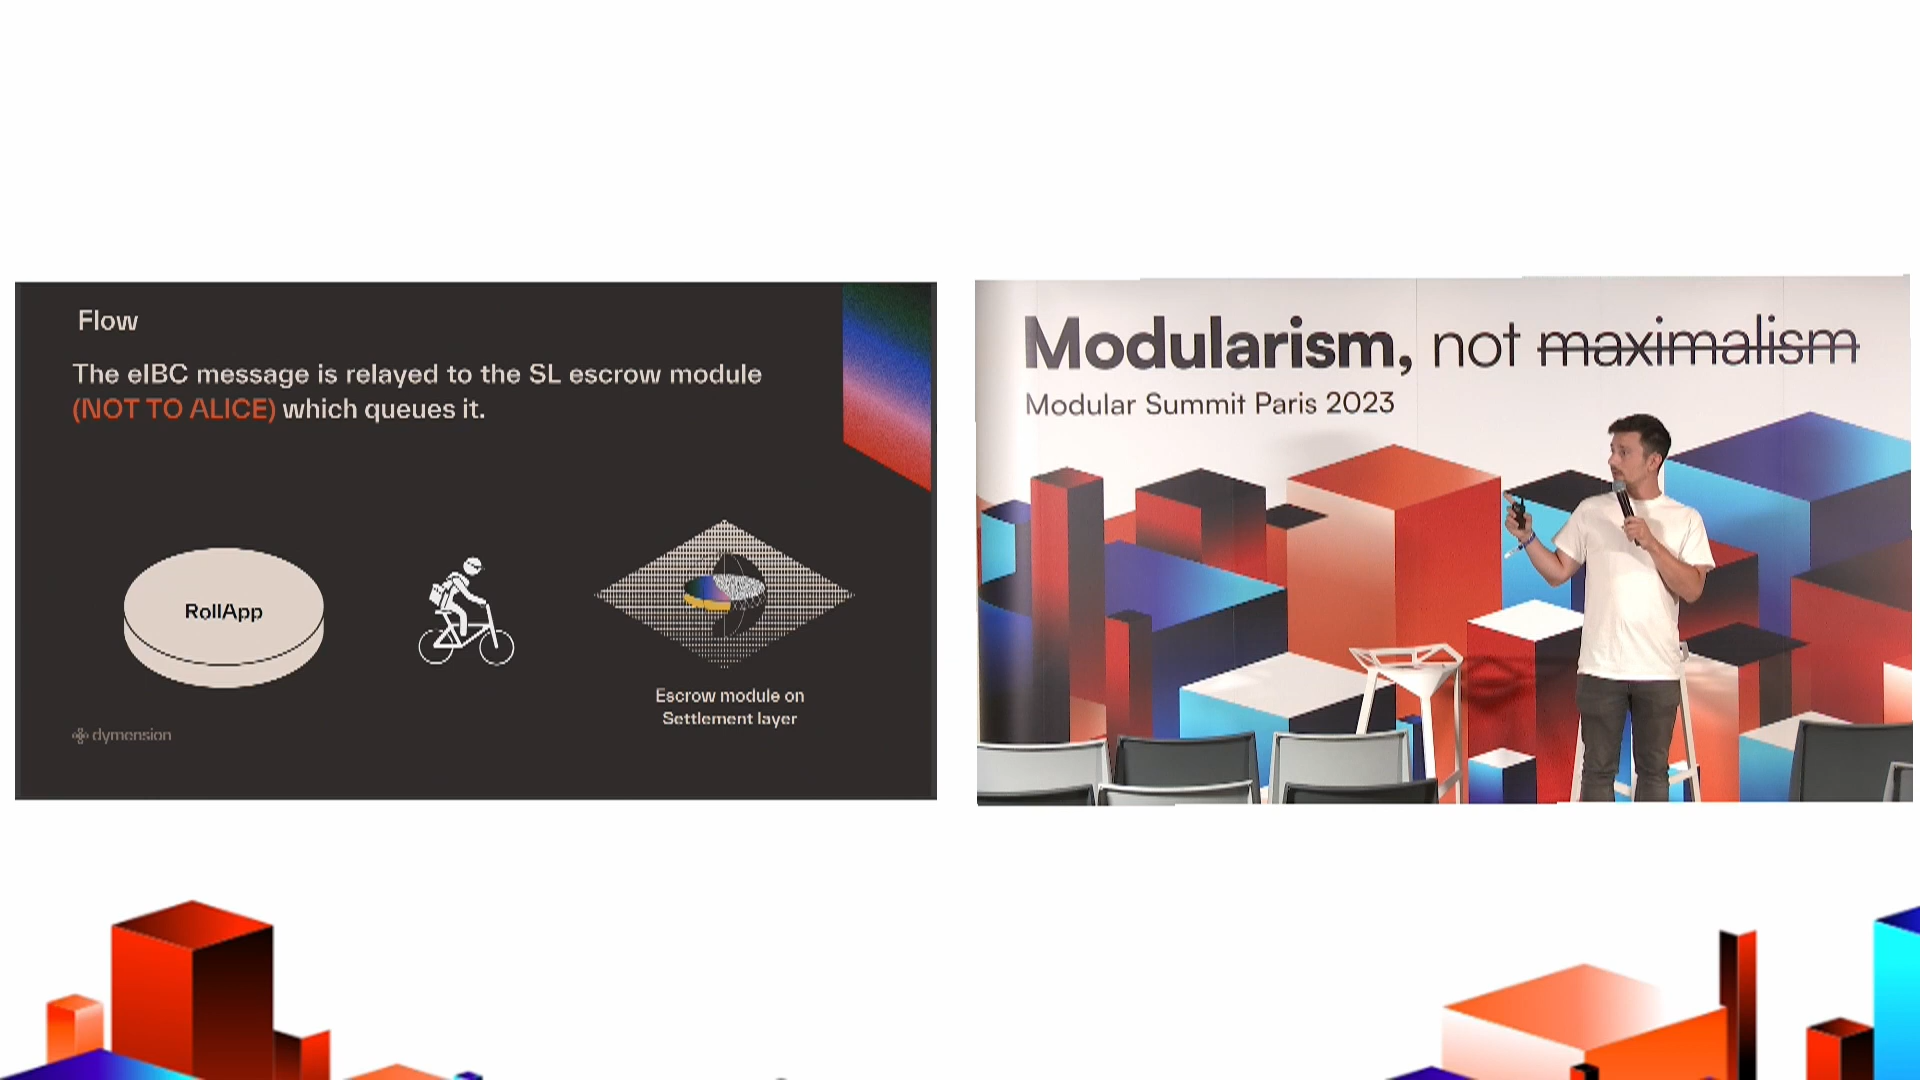 Flow
The eIBC message is relayed to the SL escrow module
(NOT TO ALICE) which queues it.
RollApp
Escrow module on
Settlement layer
dymension
Modularism, not maximalism
Modular Summit Paris 2023